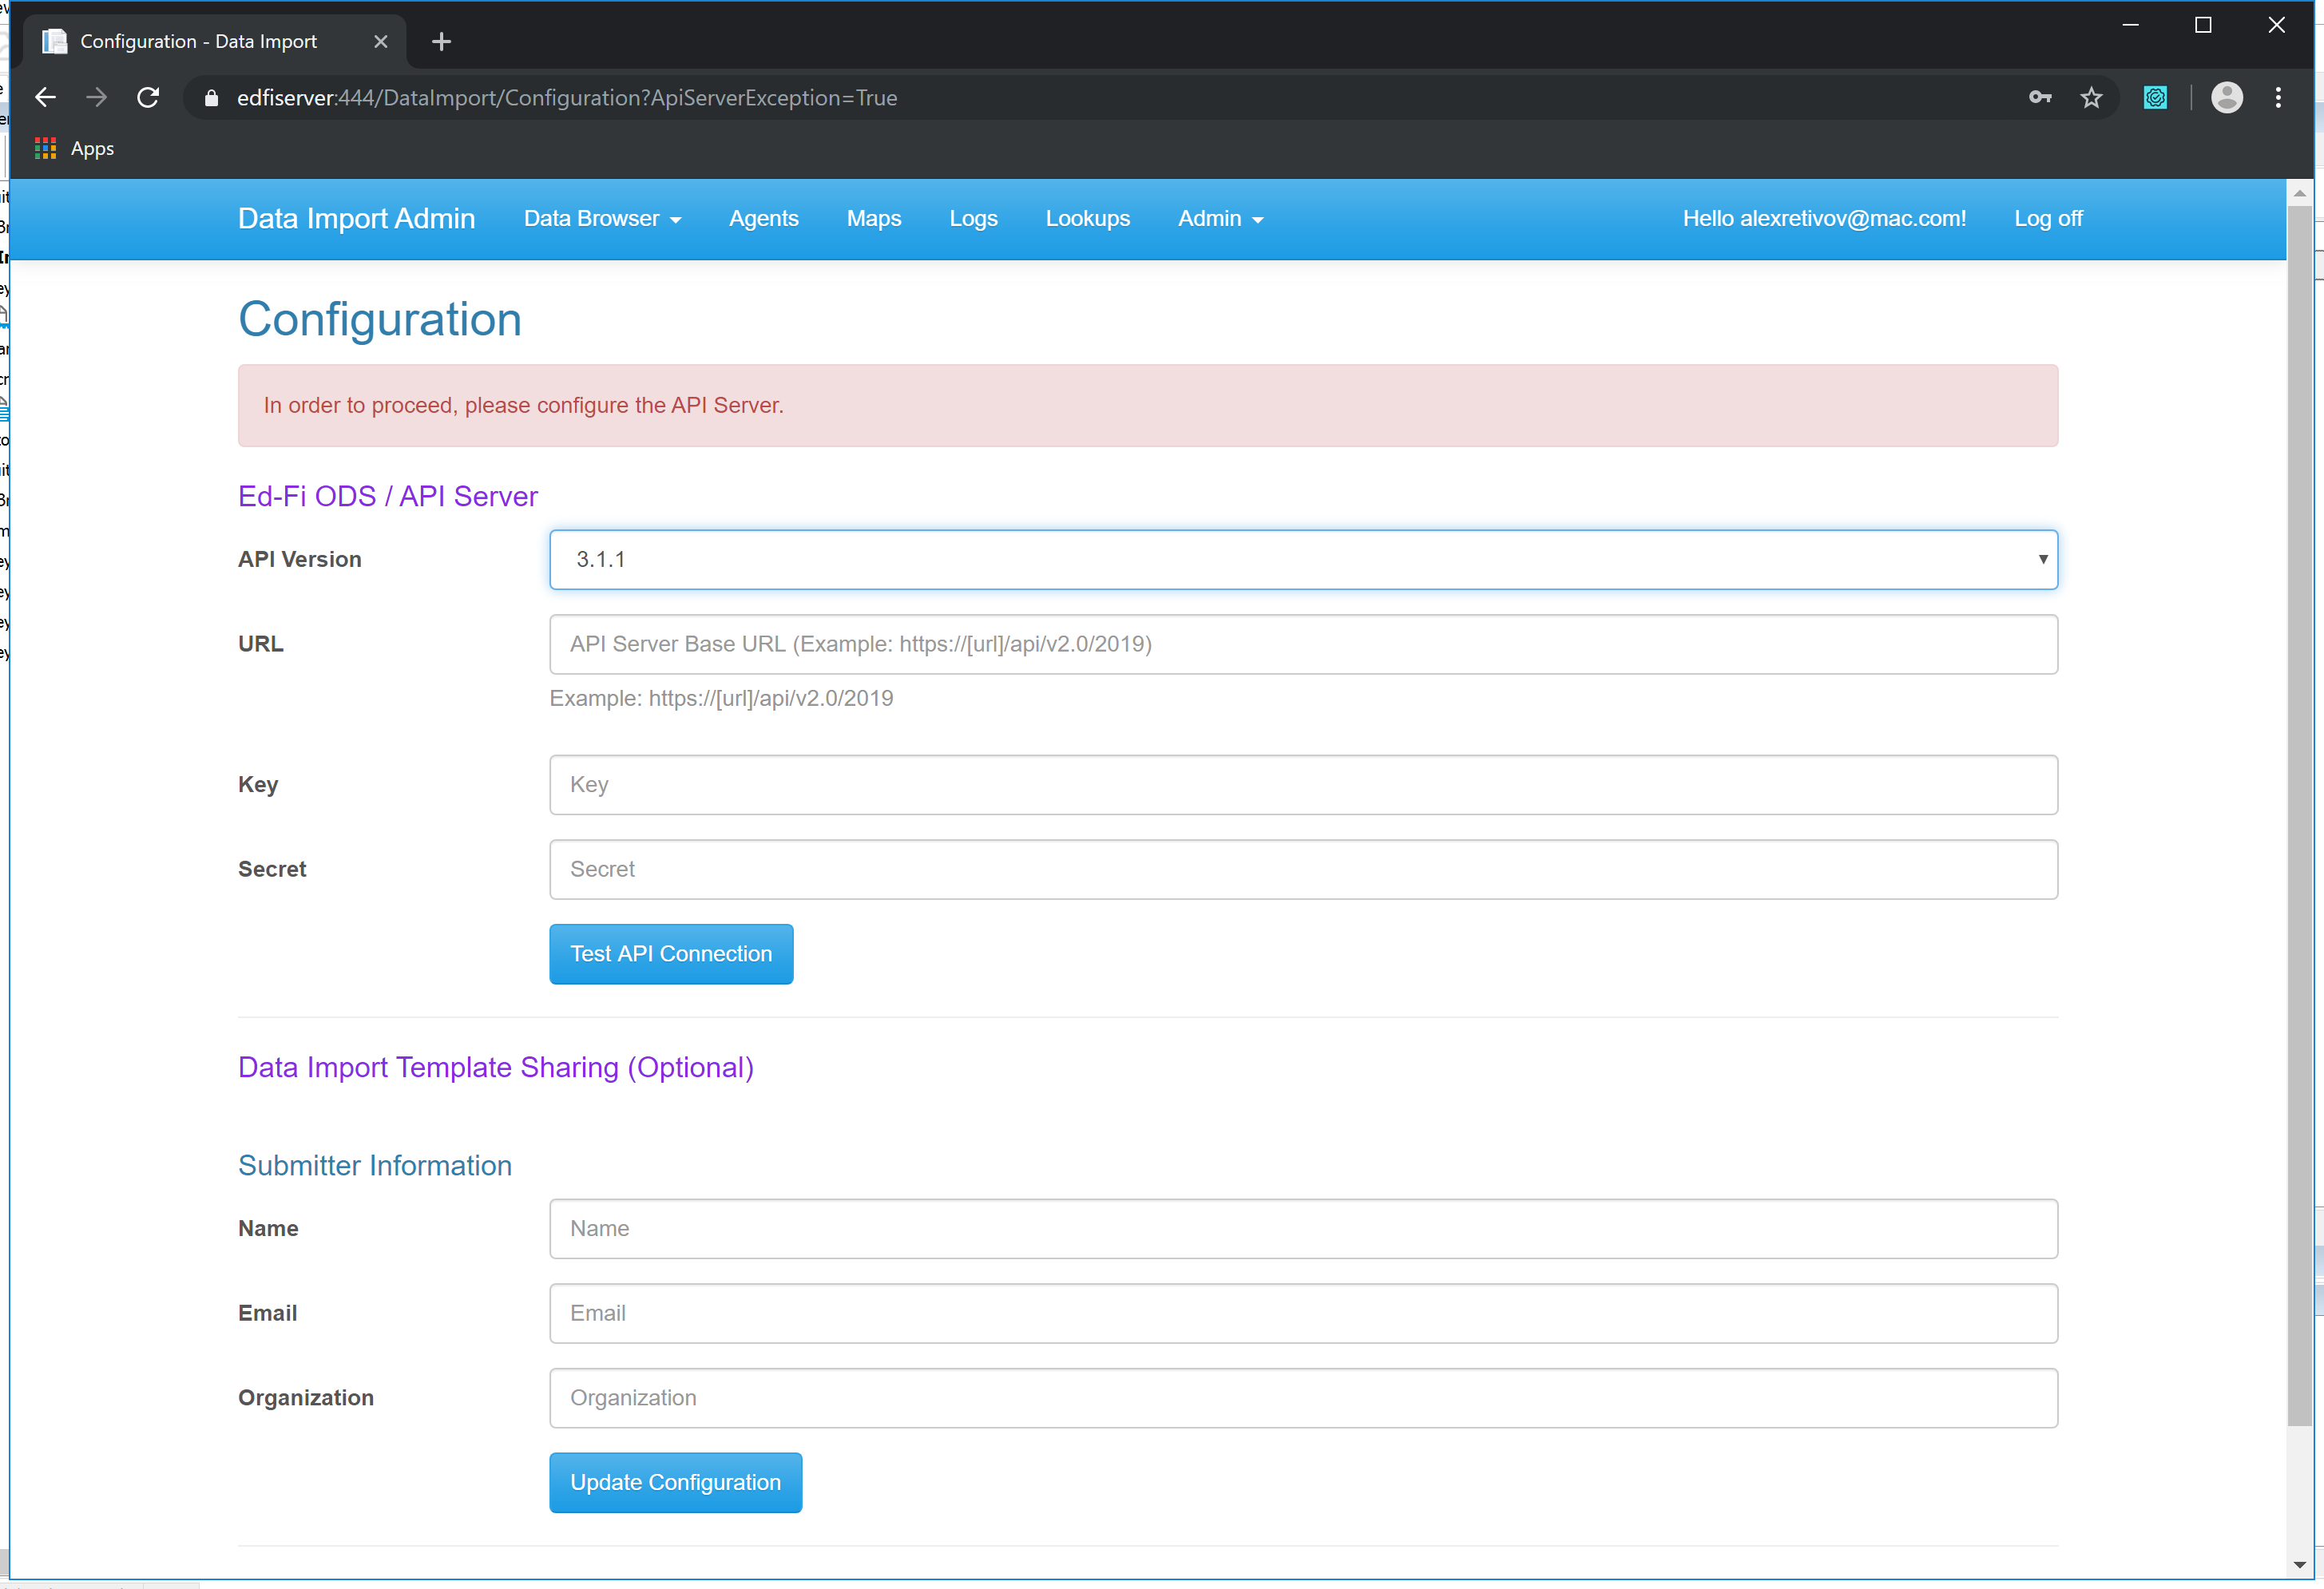 Configuration - Data Import
edfiserver:444/DataImport/Configuration?ApiServerException=True
Apps
Data Import Admin Data Browser Agents Maps Logs Lookups Admin Hello alexretivov@mac.com! Log off
Configuration
In order to proceed, please configure the API Server.
Ed-Fi ODS / API Server
API Version 3.1.1
URL API Server Base URL (Example: https://[url]/api/v2.0/2019)
Example: https://[url]/api/v2.0/2019
Key Key
Secret Secret
Test API Connection
Data Import Template Sharing (Optional)
Submitter Information
Name Name
Email Email
Organization Organization
Update Configuration